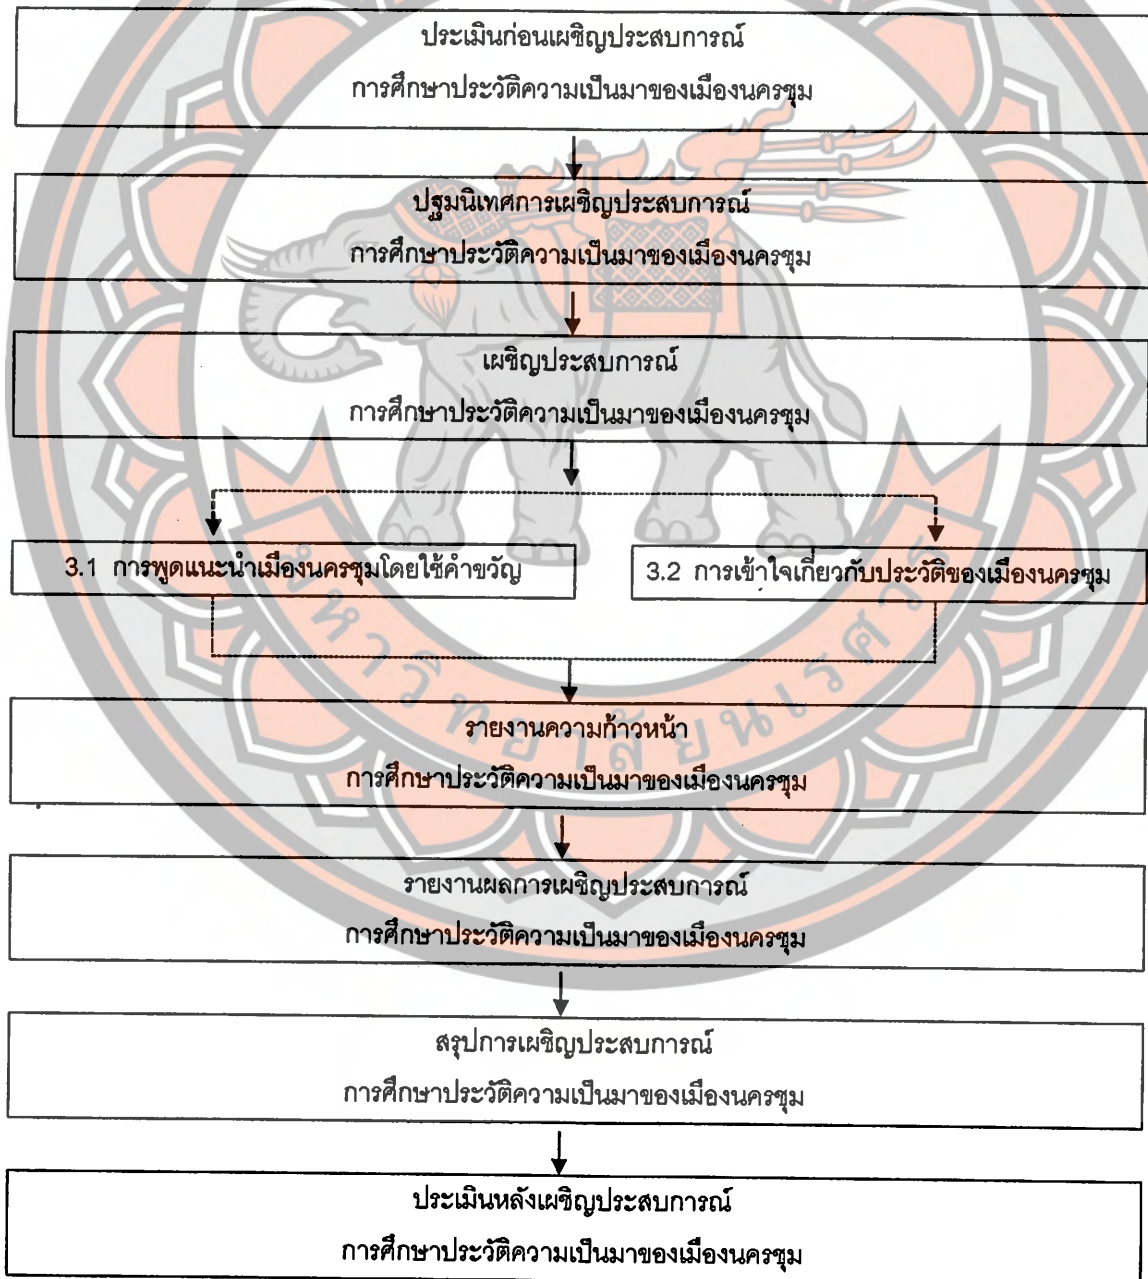 ประเมินก่อนเผชิญประสบการณ์
การศึกษาประวัติความเป็นมาของเมืองนครชุม
ปฐมนิเทศการเผชิญประสบการณ์
การศึกษาประวัติความเป็นมาของเมืองนครชุม
เผชิญประสบการณ์
การศึกษาประวัติความเป็นมาของเมืองนครชุม
3.1 การพูดแนะนำเมืองนครชุมโดยใช้คำขวัญ
3.2 การเข้าใจเกี่ยวกับประวัติของเมืองนครชุม
มหาวิทยาลัยนเรศวร
รายงานความก้าวหน้า
การศึกษาประวัติความเป็นมาของเมืองนครชุม
รายงานผลการเผชิญประสบการณ์
การศึกษาประวัติความเป็นมาของเมืองนครชุม
สรุปการเผชิญประสบการณ์
การศึกษาประวัติความเป็นมาของเมืองนครชุม
ประเมินหลังเผชิญประสบการณ์
การศึกษาประวัติความเป็นมาของเมืองนครชุม